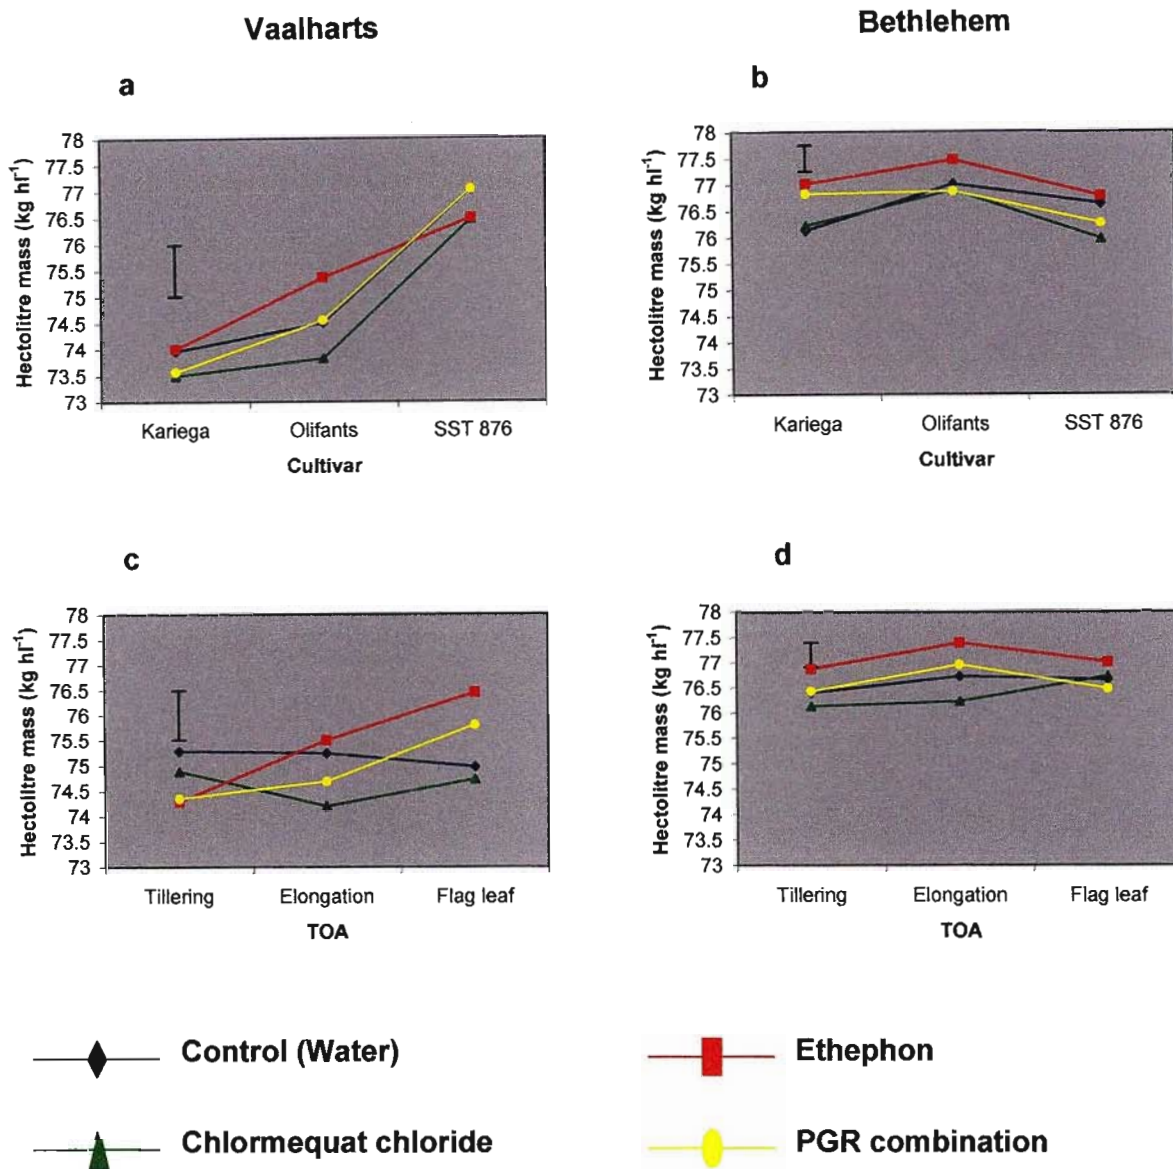 Vaalharts
Bethlehem
a
b
Hectolitre mass (kg hl⁻¹)
78
77.5
77
76.5
76
75.5
75
74.5
74
73.5
73
Kariega Olifants SST 876
Cultivar
Hectolitre mass (kg hl⁻¹)
78
77.5
77
76.5
76
75.5
75
74.5
74
73.5
73
Kariega Olifants SST 876
Cultivar
c
d
Hectolitre mass (kg hl⁻¹)
78
77.5
77
76.5
76
75.5
75
74.5
74
73.5
73
Tillering Elongation Flag leaf
TOA
Hectolitre mass (kg hl⁻¹)
78
77.5
77
76.5
76
75.5
75
74.5
74
73.5
73
Tillering Elongation Flag leaf
TOA
Control (Water)
Ethephon
Chlormequat chloride
PGR combination